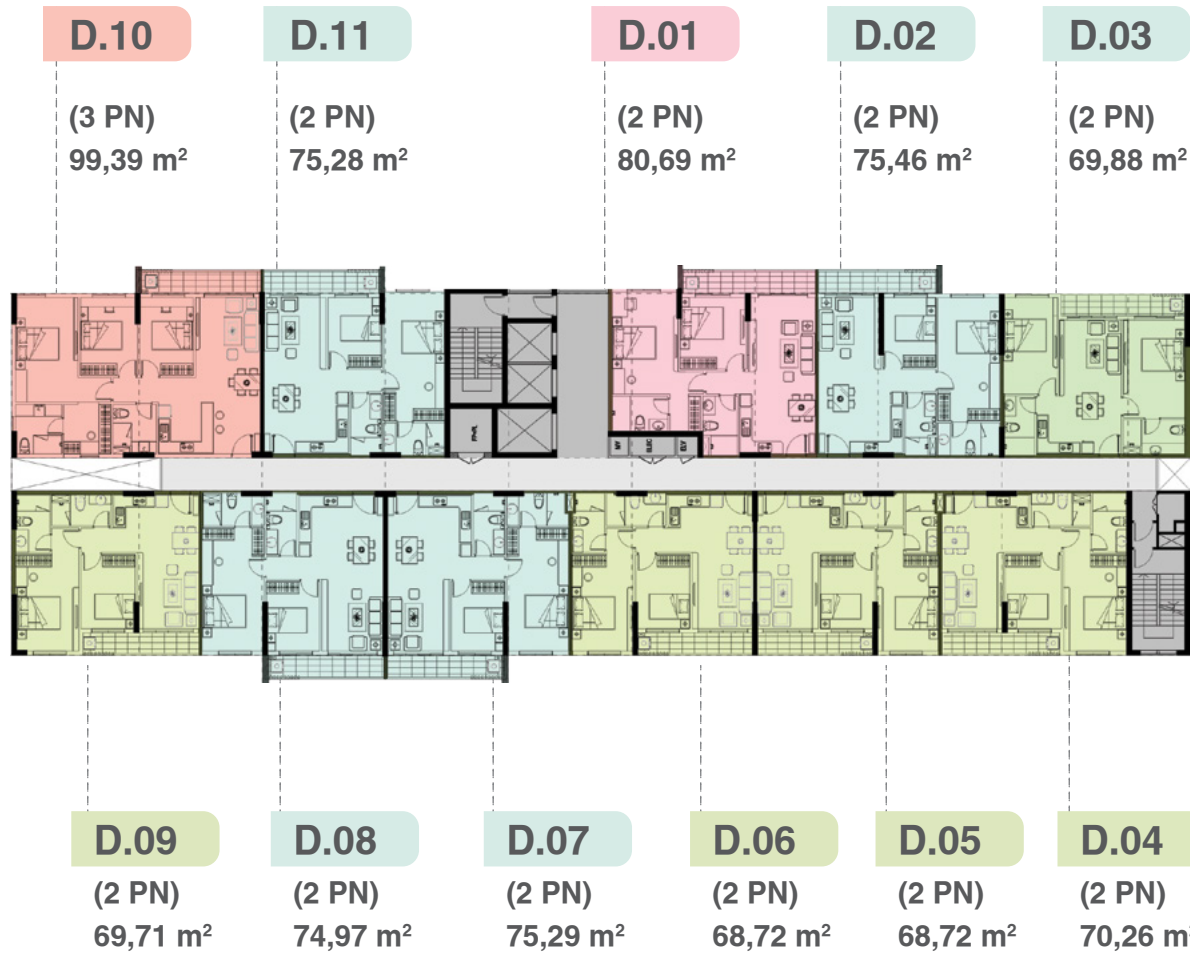 D.10
(3 PN)
99,39 m²
D.11
(2 PN)
75,28 m²
D.01
(2 PN)
80,69 m²
D.02
(2 PN)
75,46 m²
D.03
(2 PN)
69,88 m²
D.09
(2 PN)
69,71 m²
D.08
(2 PN)
74,97 m²
D.07
(2 PN)
75,29 m²
D.06
(2 PN)
68,72 m²
D.05
(2 PN)
68,72 m²
D.04
(2 PN)
70,26 m²